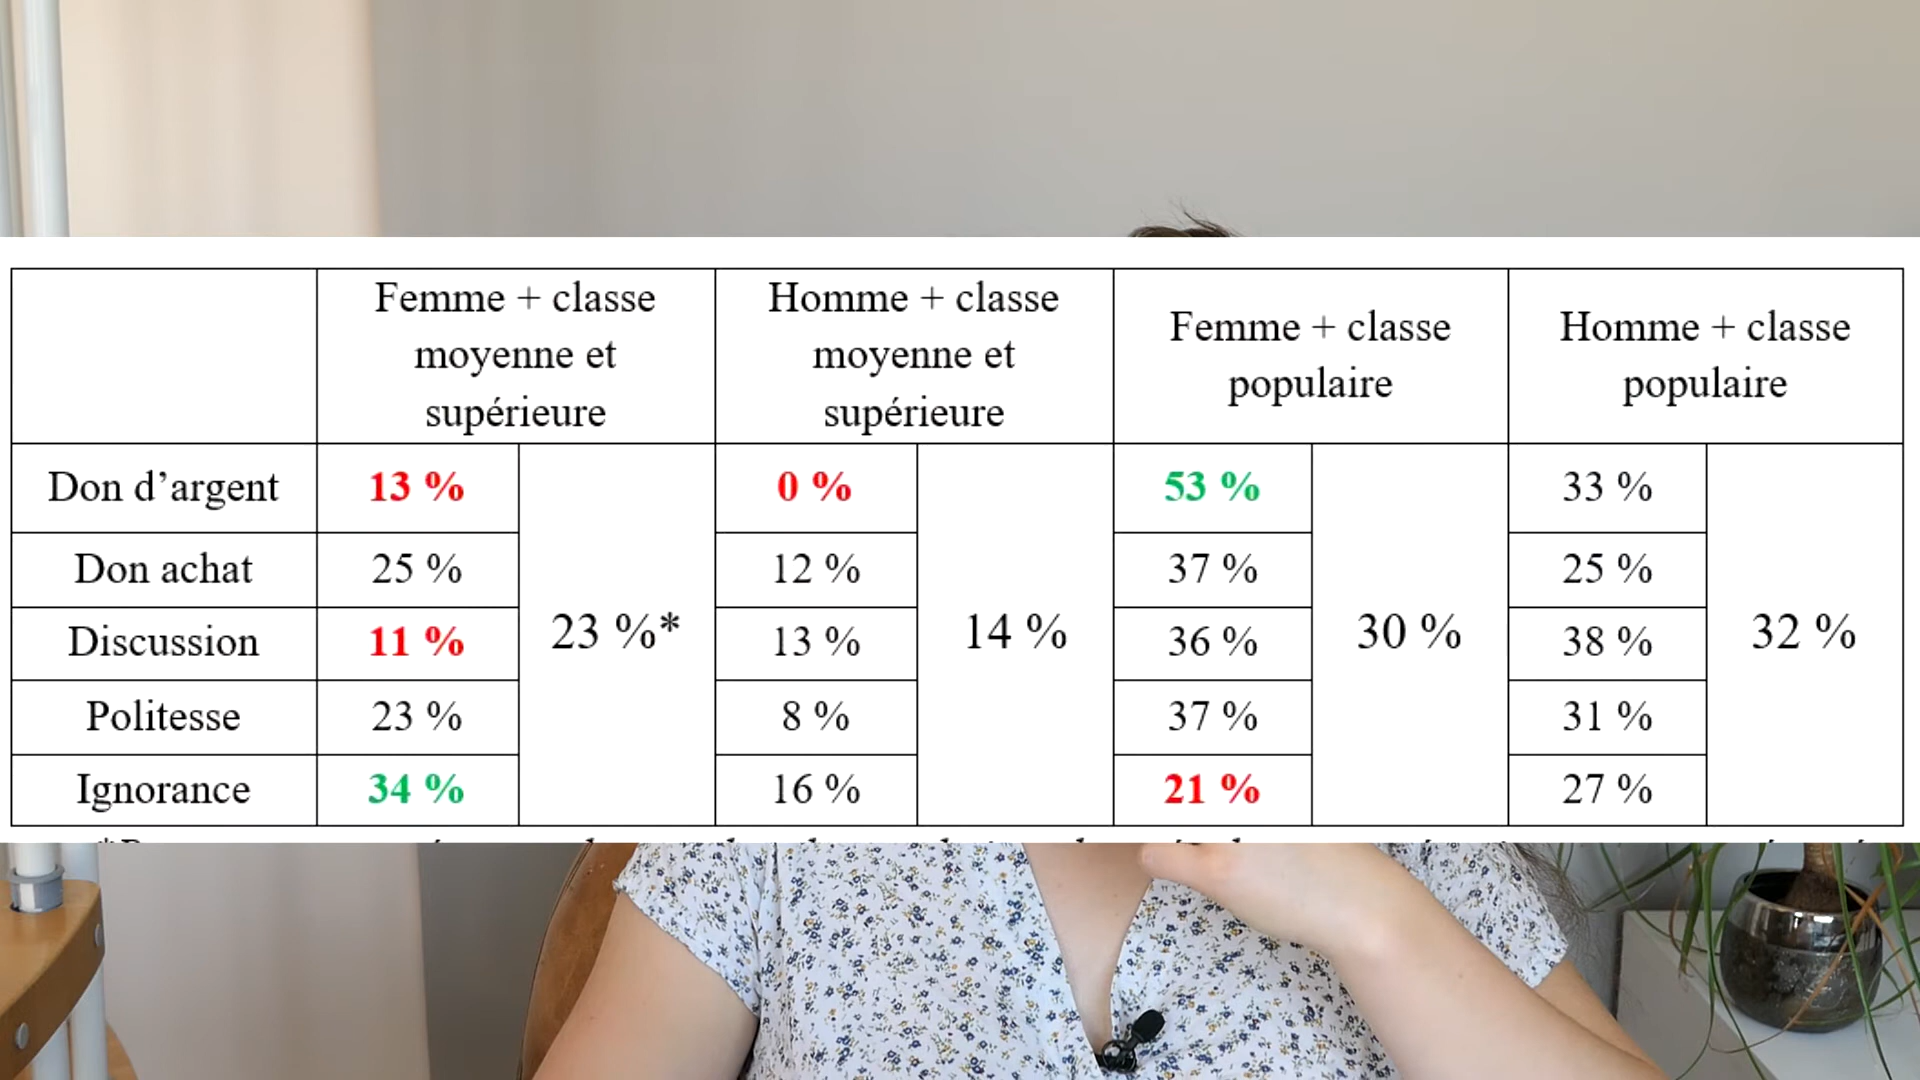 Femme + classe
moyenne et
supérieure
Homme + classe
moyenne et
supérieure
Femme + classe
populaire
Homme + classe
populaire
Don d’argent 13 % 0 % 53 % 33 %
Don achat 25 % 12 % 37 % 25 %
23 %* 14 % 30 % 32 %
Discussion 11 % 13 % 36 % 38 %
Politesse 23 % 8 % 37 % 31 %
Ignorance 34 % 16 % 21 % 27 %